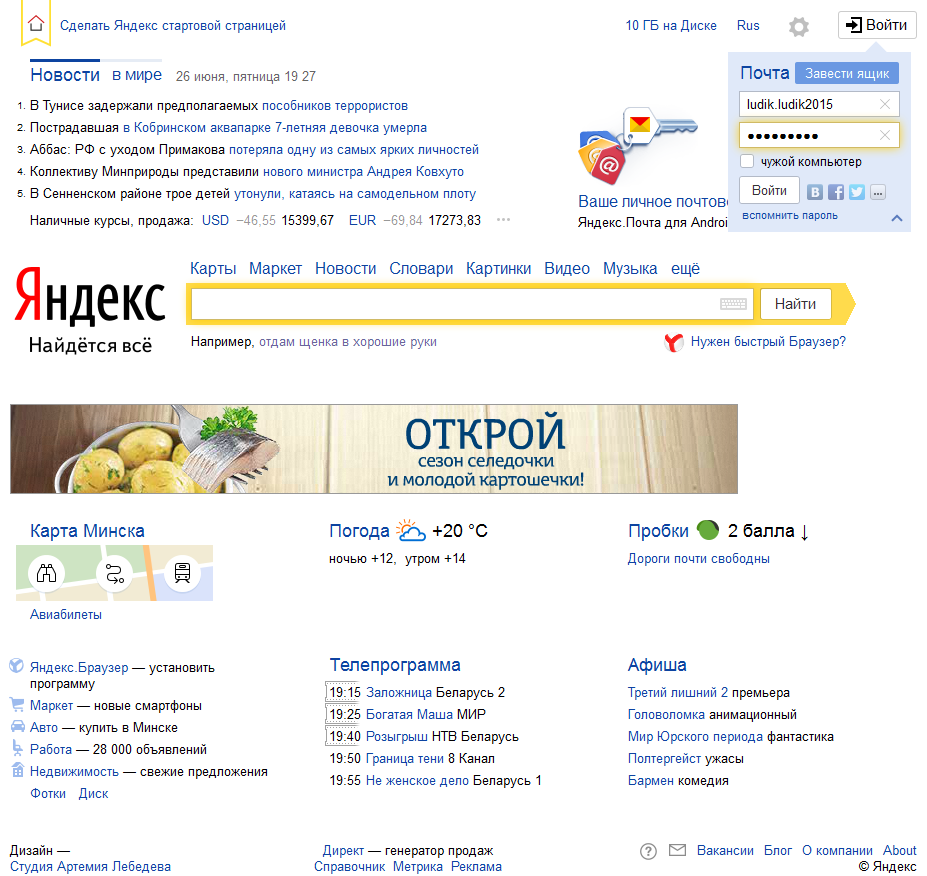 Сделать Яндекс стартовой страницей
10 ГБ на Диске Rus Войти
Новости в мире 26 июня, пятница 19 27
1. В Тунисе задержали предполагаемых пособников террористов
2. Пострадавшая в Кобринском аквапарке 7-летняя девочка умерла
3. Аббас: РФ с уходом Примакова потеряла одну из самых ярких личностей
4. Коллективу Минприроды представили нового министра Андрея Ковхуто
5. В Сенненском районе трое детей утонули, катаясь на самодельном плоту
Наличные курсы, продажа: USD −46,55 15399,67 EUR −69,84 17273,83 ···
@
Ваше личное почтово
Яндекс.Почта для Androi
Почта Завести ящик
ludik.ludik2015
●●●●●●●●●
чужой компьютер
Войти B f ...
вспомнить пароль
Яндекс
Найдётся всё
Карты Маркет Новости Словари Картинки Видео Музыка ещё
Найти
Например, отдам щенка в хорошие руки
Нужен быстрый Браузер?
ОТКРОЙ
сезон селедочки
и молодой картошечки!
Карта Минска
Авиабилеты
Погода +20 °C
ночью +12, утром +14
Пробки 2 балла ↓
Дороги почти свободны
Яндекс.Браузер — установить
программу
Маркет — новые смартфоны
Авто — купить в Минске
Работа — 28 000 объявлений
Недвижимость — свежие предложения
Фотки Диск
Телепрограмма
19:15 Заложница Беларусь 2
19:25 Богатая Маша МИР
19:40 Розыгрыш НТВ Беларусь
19:50 Граница тени 8 Канал
19:55 Не женское дело Беларусь 1
Афиша
Третий лишний 2 премьера
Головоломка анимационный
Мир Юрского периода фантастика
Полтергейст ужасы
Бармен комедия
Дизайн —
Студия Артемия Лебедева
Директ — генератор продаж
Справочник Метрика Реклама
? Вакансии Блог О компании About
© Яндекс